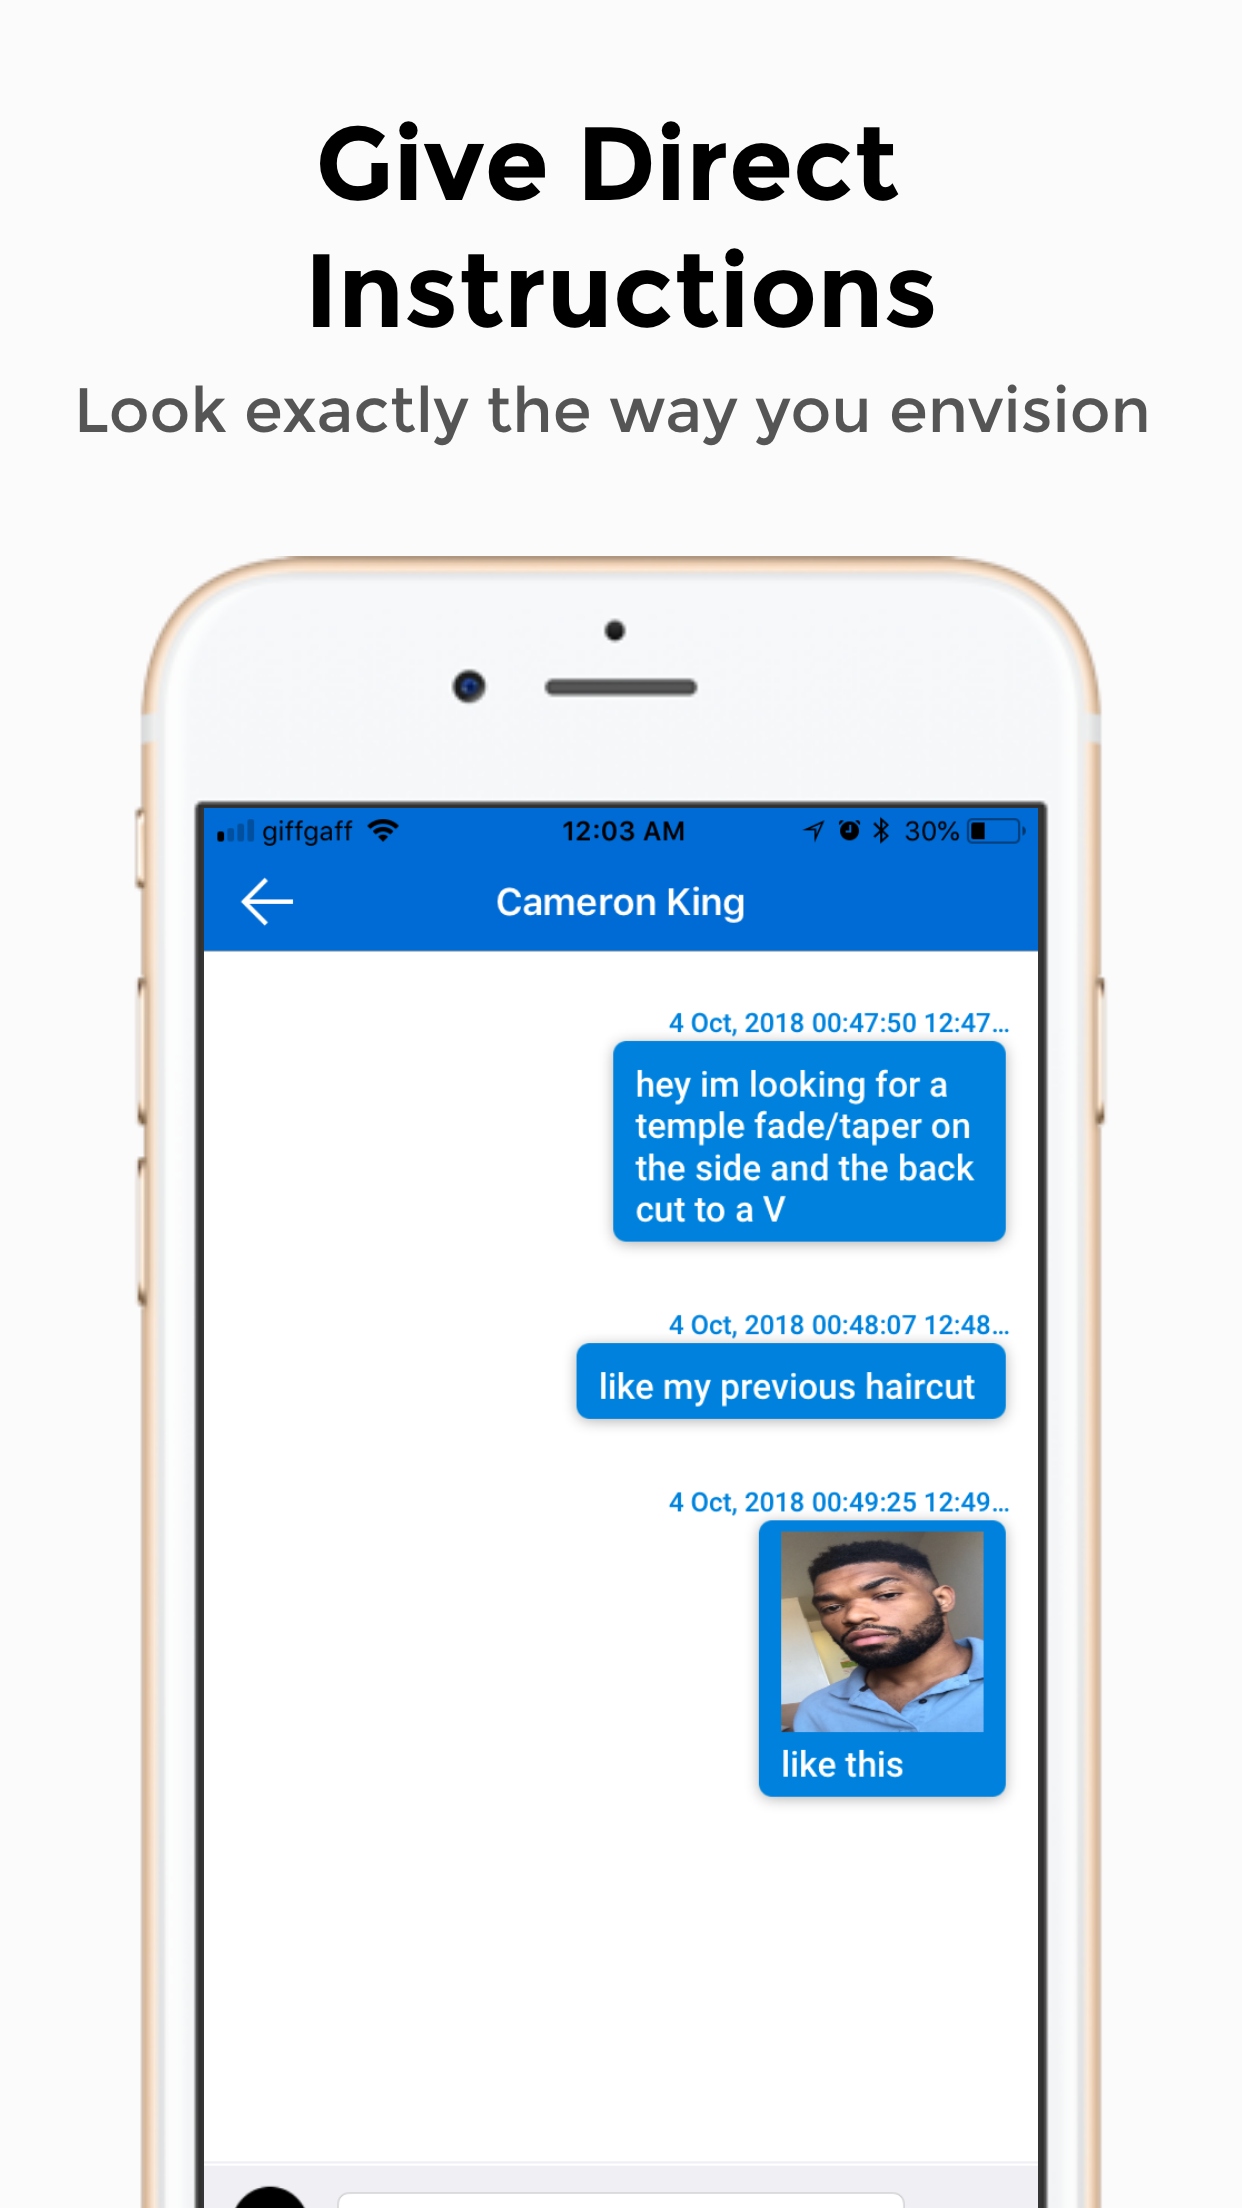 Give Direct
Instructions
Look exactly the way you envision
giffgaff 12:03 AM 30%
Cameron King
4 Oct, 2018 00:47:50 12:47...
hey im looking for a
temple fade/taper on
the side and the back
cut to a V
4 Oct, 2018 00:48:07 12:48...
like my previous haircut
4 Oct, 2018 00:49:25 12:49...
like this